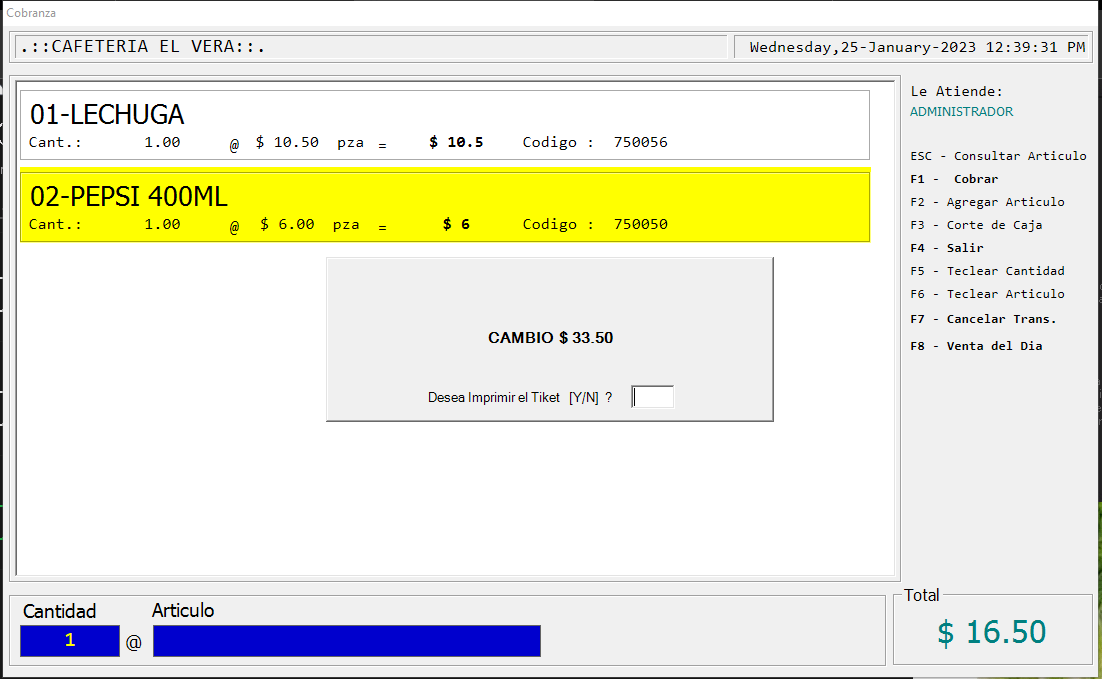 Cobranza
.::CAFETERIA EL VERA::.
Wednesday,25-January-2023 12:39:31 PM
01-LECHUGA
Cant.: 1.00 @ $ 10.50 pza = $ 10.5 Codigo : 750056
02-PEPSI 400ML
Cant.: 1.00 @ $ 6.00 pza = $ 6 Codigo : 750050
CAMBIO $ 33.50
Desea Imprimir el Tiket [Y/N] ?
Le Atiende:
ADMINISTRADOR
ESC - Consultar Articulo
F1 - Cobrar
F2 - Agregar Articulo
F3 - Corte de Caja
F4 - Salir
F5 - Teclear Cantidad
F6 - Teclear Articulo
F7 - Cancelar Trans.
F8 - Venta del Dia
Cantidad Articulo
1 @
Total
$ 16.50